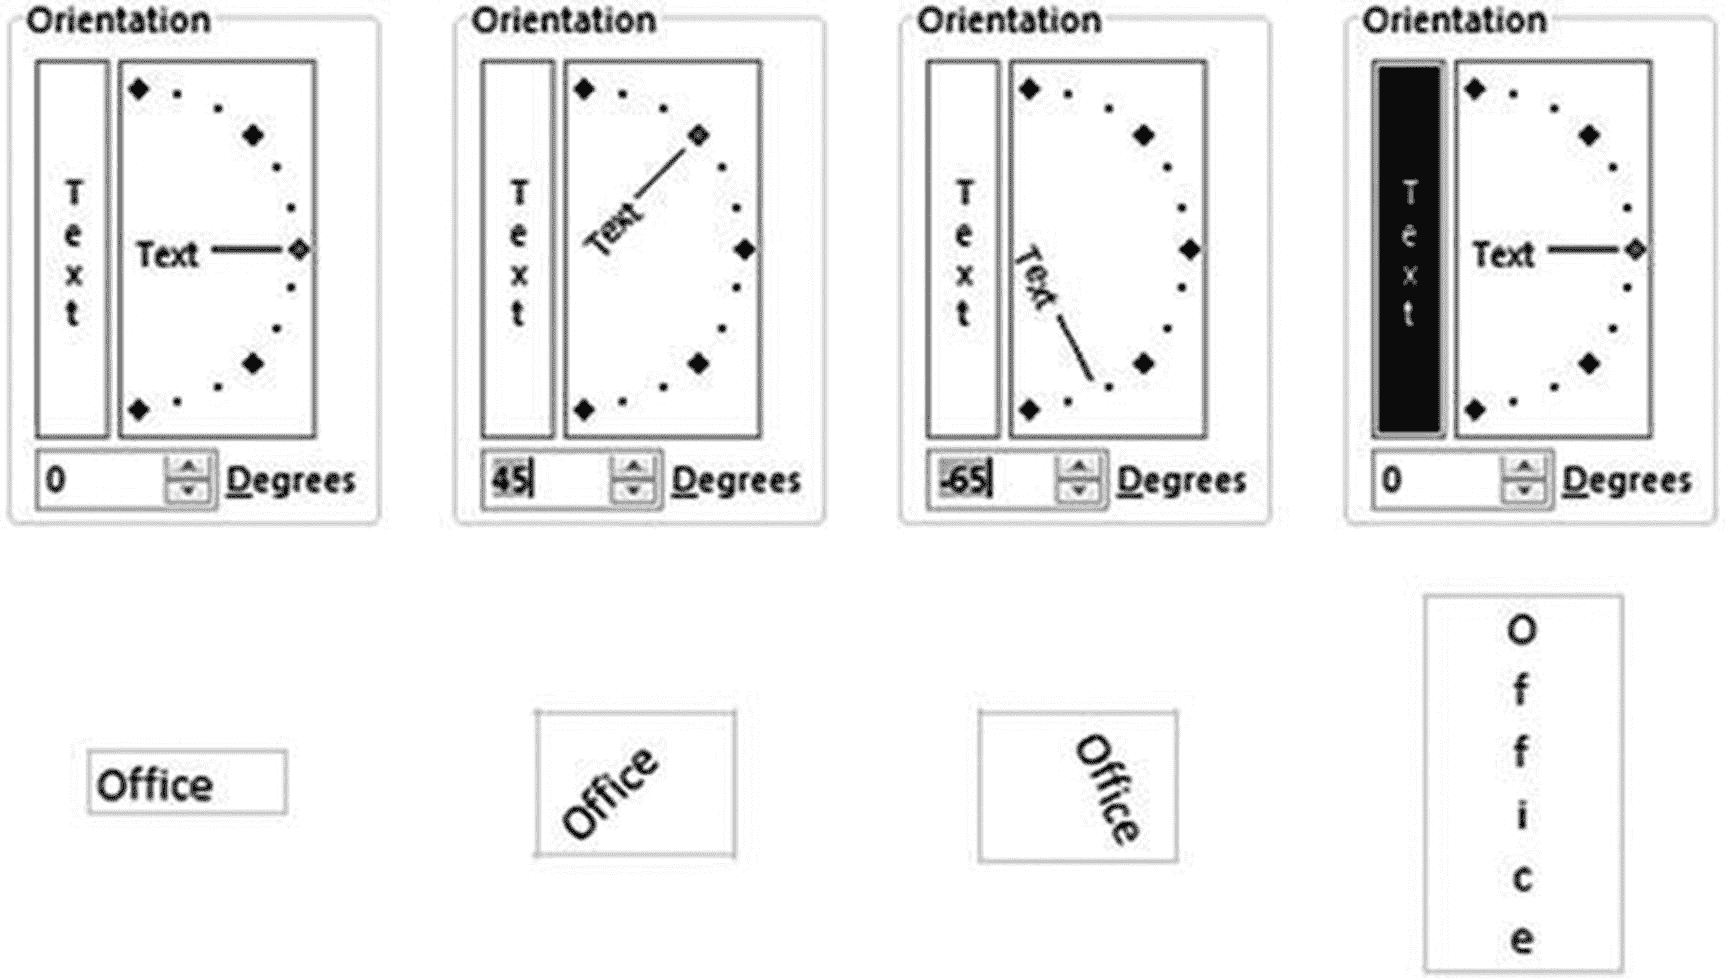 Orientation
T
e
x
t
Text
0 Degrees
Orientation
T
e
x
t
Text
45 Degrees
Orientation
T
e
x
t
Text
-65 Degrees
Orientation
T
e
x
t
Text
0 Degrees
Office
Office
Office
O
f
f
i
c
e